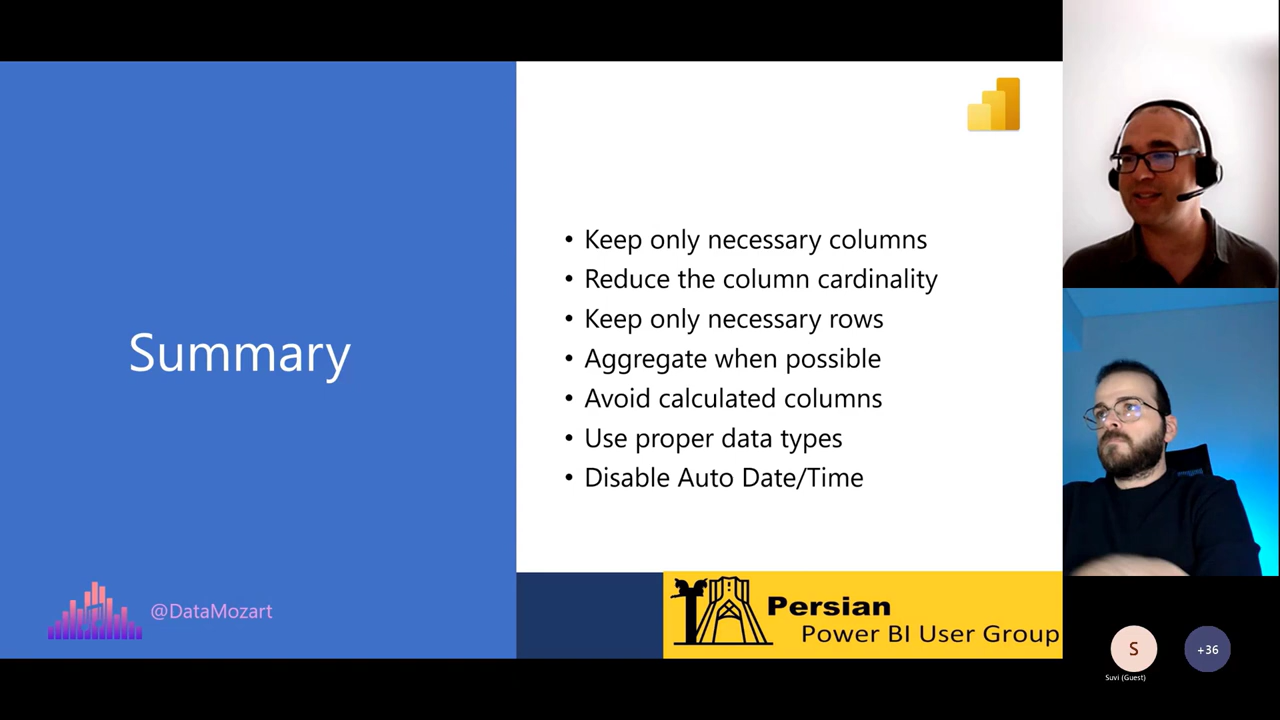 Summary
• Keep only necessary columns
• Reduce the column cardinality
• Keep only necessary rows
• Aggregate when possible
• Avoid calculated columns
• Use proper data types
• Disable Auto Date/Time
@DataMozart
Persian
Power BI User Group
S
Suvi (Guest)
+36